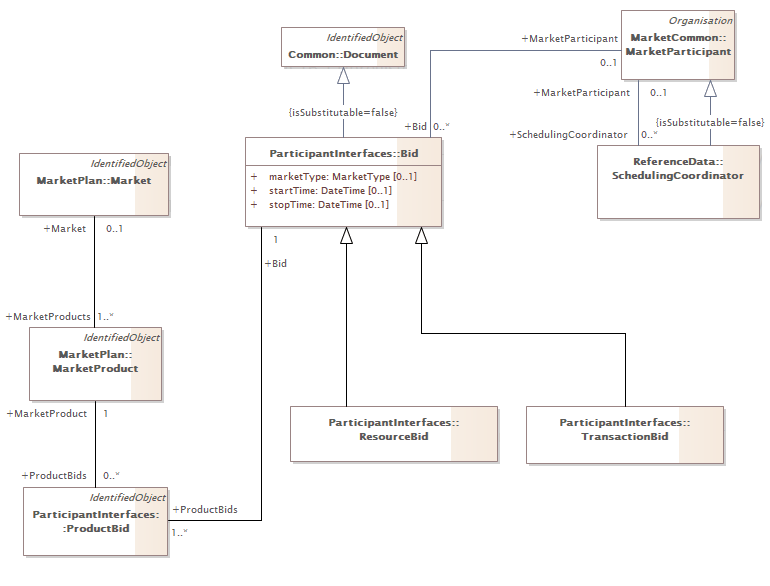 IdentifiedObject
Common::Document
Organisation
MarketCommon::
MarketParticipant
+MarketParticipant
0..1
+MarketParticipant
0..1
{isSubstitutable=false}
{isSubstitutable=false}
+Bid
0..*
+SchedulingCoordinator
0..*
ParticipantInterfaces::Bid
+ marketType: MarketType [0..1]
+ startTime: DateTime [0..1]
+ stopTime: DateTime [0..1]
ReferenceData::
SchedulingCoordinator
IdentifiedObject
MarketPlan::Market
+Market
0..1
1
+Bid
+MarketProducts
1..*
IdentifiedObject
MarketPlan::
MarketProduct
+MarketProduct
1
ParticipantInterfaces::
ResourceBid
ParticipantInterfaces::
TransactionBid
+ProductBids
0..*
IdentifiedObject
ParticipantInterfaces:
:ProductBid
+ProductBids
1..*